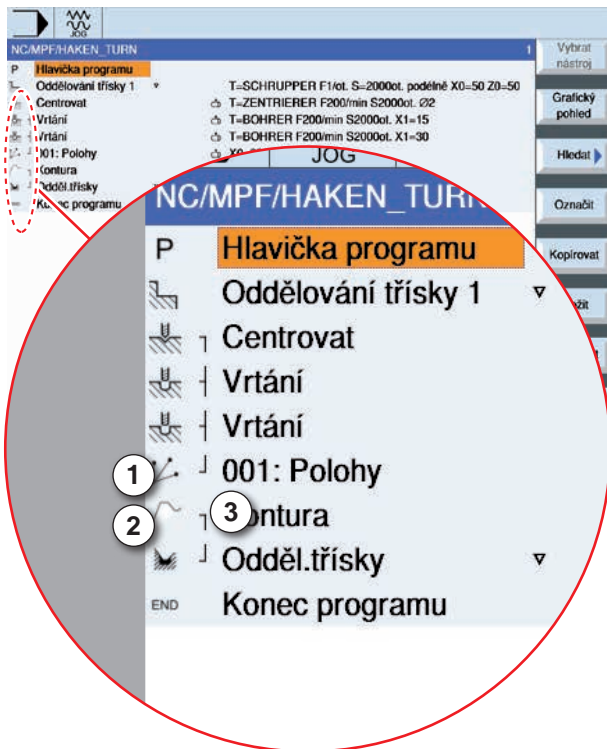 JOG
NC/MPF/HAKEN_TURN 1
P Hlavička programu
Oddělování třísky 1 ▿ T=SCHRUPPER F1/ot. S=2000ot. podélně X0=50 Z0=50
Centrovat T=ZENTRIERER F200/min S2000ot. Ø2
Vrtání T=BOHRER F200/min S2000ot. X1=15
Vrtání T=BOHRER F200/min S2000ot. X1=30
001: Polohy
Kontura
Odděl.třísky
Konec programu
Vybrat
nástroj
Grafický
pohled
Hledat
Označit
Kopírovat
JOG
NC/MPF/HAKEN_TURN
P Hlavička programu
Oddělování třísky 1 ▿
Centrovat
Vrtání
Vrtání
1 001: Polohy
2 3 ontura
Odděl.třísky ▿
END Konec programu